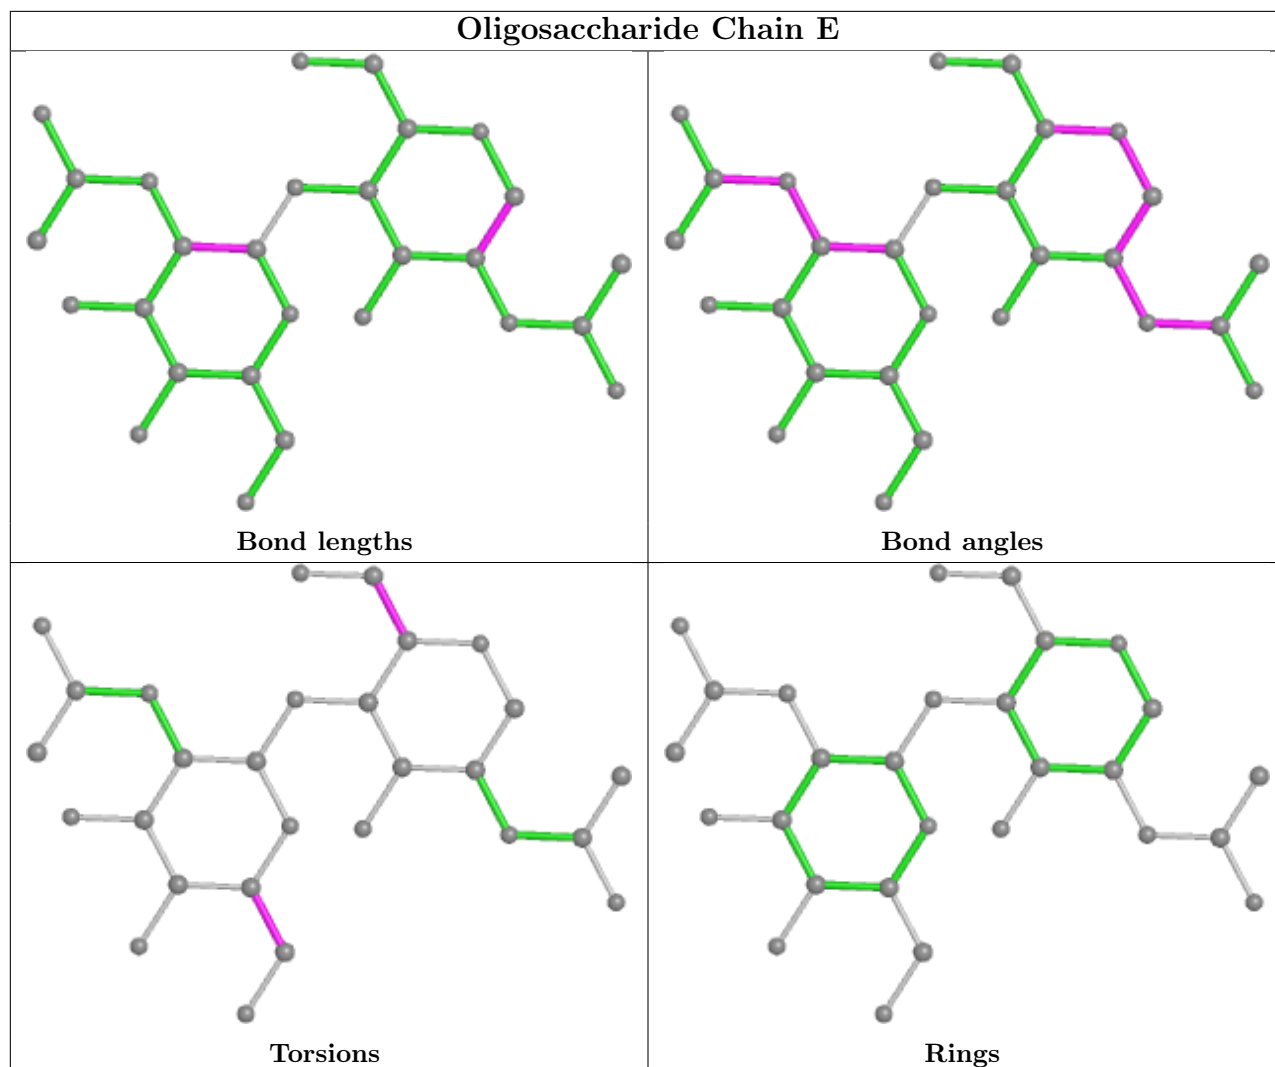 Oligosaccharide Chain E
Bond lengths
Bond angles
Torsions
Rings